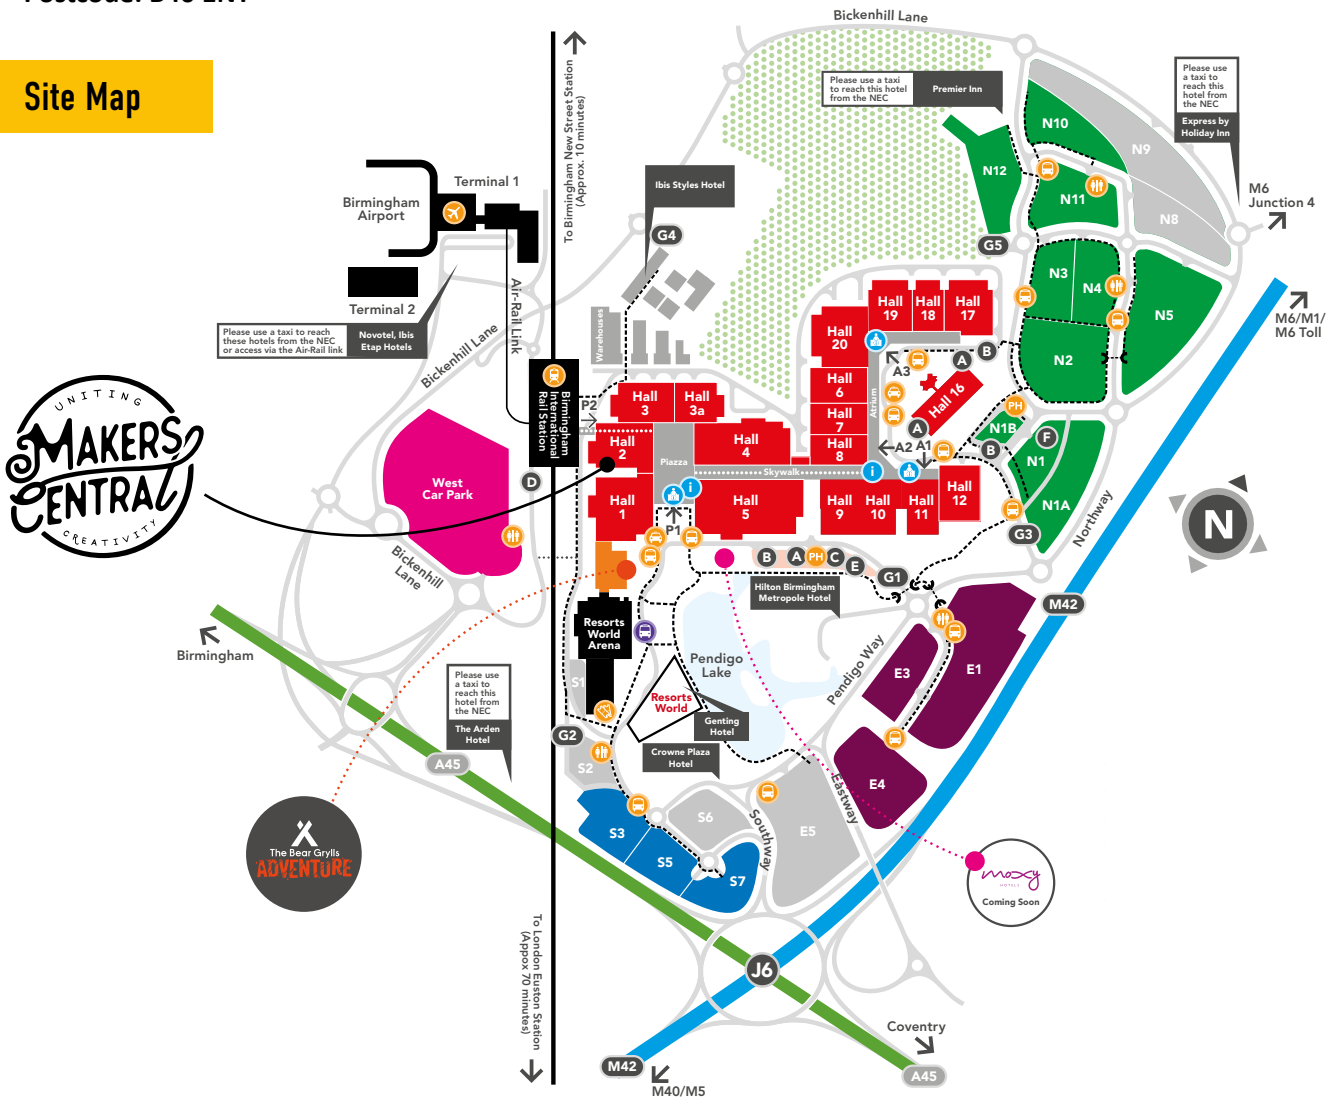 Site Map
Bickenhill Lane
To Birmingham New Street Station
(Approx. 10 minutes)
Please use a taxi
to reach this hotel
from the NEC
Premier Inn
Please use
a taxi to
reach this
hotel from
the NEC
Express by
Holiday Inn
N10
N9
N12
N11
N8
M6
Junction 4
Terminal 1
Birmingham
Airport
Ibis Styles Hotel
G4
G5
N3
N4
N5
Terminal 2
Air-Rail Link
Please use a taxi to reach
these hotels from the NEC
or access via the Air-Rail link
Novotel, Ibis
Etap Hotels
Bickenhill Lane
Warehouses
Hall
19
Hall
18
Hall
17
Hall
20
M6/M1/
M6 Toll
N2
A3
A
B
Hall
6
Hall 16
Atrium
UNITING
MAKERS
CENTRAL
CREATIVITY
Birmingham
International
Rail Station
P2
Hall
3
Hall
3a
Hall
7
PH
N1B
F
Hall
2
Hall
4
Hall
8
A
A2
A1
B
N1
Piazza
Skywalk
i
West
Car Park
D
Hall
1
i
Hall
5
Hall
9
Hall
10
Hall
11
Hall
12
N1A
Northway
N
P1
G3
Bickenhill
Lane
B
A
PH
C
E
G1
Hilton Birmingham
Metropole Hotel
M42
Birmingham
Resorts
World
Arena
Pendigo
Lake
Pendigo Way
E3
E1
Please use
a taxi to
reach this
hotel from
the NEC
The Arden
Hotel
S1
Resorts
World
Genting
Hotel
G2
Crowne Plaza
Hotel
A45
S2
E4
Eastway
S3
S6
Southway
E5
S5
S7
The Bear Grylls
ADVENTURE
moxy
HOTELS
Coming Soon
To London Euston Station
(Appox 70 minutes)
J6
Coventry
M42
M40/M5
A45